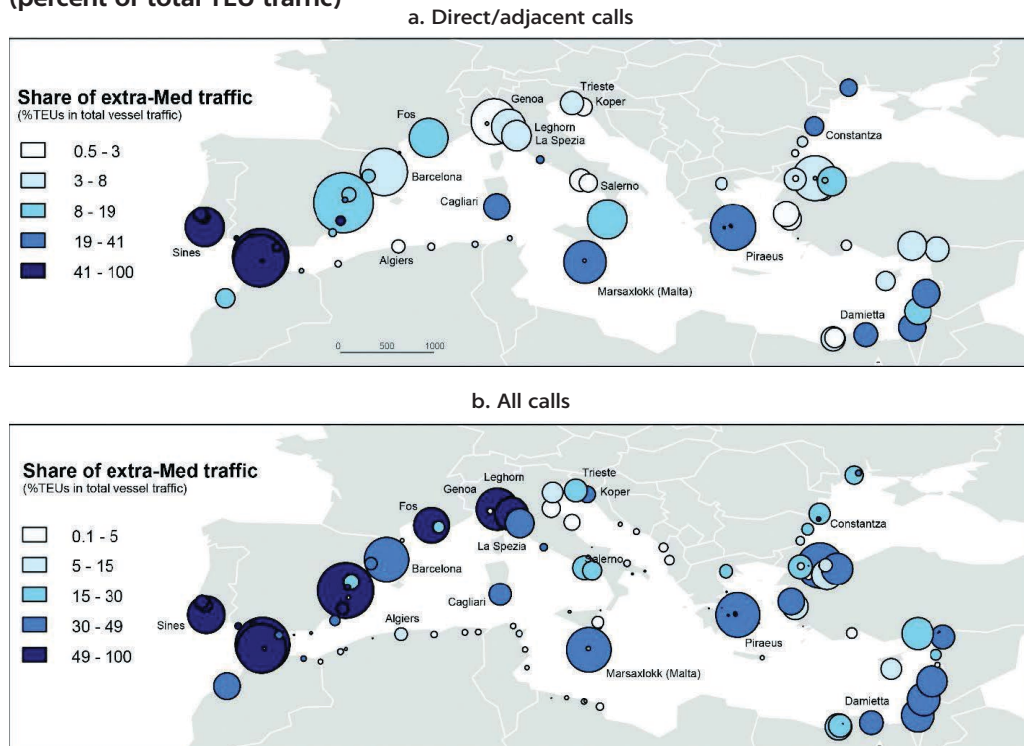 (percent of total TEU traffic)
a. Direct/adjacent calls
Share of extra-Med traffic
(%TEUs in total vessel traffic)
0.5 - 3
3 - 8
8 - 19
19 - 41
41 - 100
Genoa
Trieste
Koper
Fos
Leghorn
La Spezia
Constantza
Barcelona
Salerno
Cagliari
Sines
Algiers
Piraeus
Marsaxlokk (Malta)
Damietta
0 500 1000
b. All calls
Share of extra-Med traffic
(%TEUs in total vessel traffic)
0.1 - 5
5 - 15
15 - 30
30 - 49
49 - 100
Leghorn
Trieste
Genoa
Koper
Fos
Constantza
La Spezia
Salerno
Barcelona
Cagliari
Algiers
Sines
Piraeus
Marsaxlokk (Malta)
Damietta